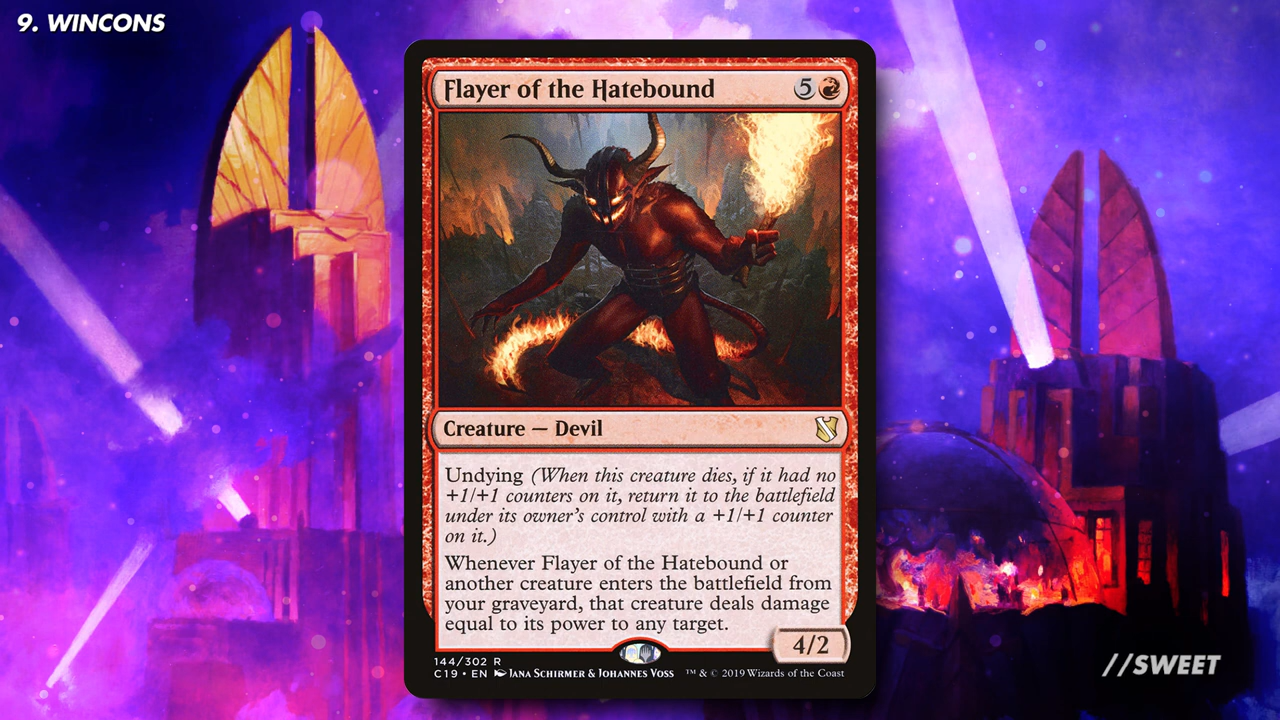 9. WINCONS
Flayer of the Hatebound 5
Creature — Devil
Undying (When this creature dies, if it had no
+1/+1 counters on it, return it to the battlefield
under its owner's control with a +1/+1 counter
on it.)
Whenever Flayer of the Hatebound or
another creature enters the battlefield from
your graveyard, that creature deals damage
equal to its power to any target.
4/2
144/302 R
C19 • EN Jana Schirmer & Johannes Voss ™ & © 2019 Wizards of the Coast
//SWEET